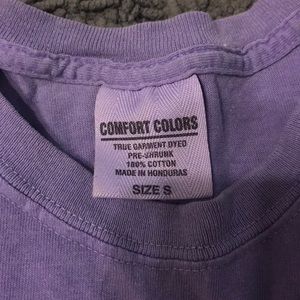 COMFORT COLORS
TRUE GARMENT DYED
PRE-SHRUNK
100% COTTON
MADE IN HONDURAS
SIZE S